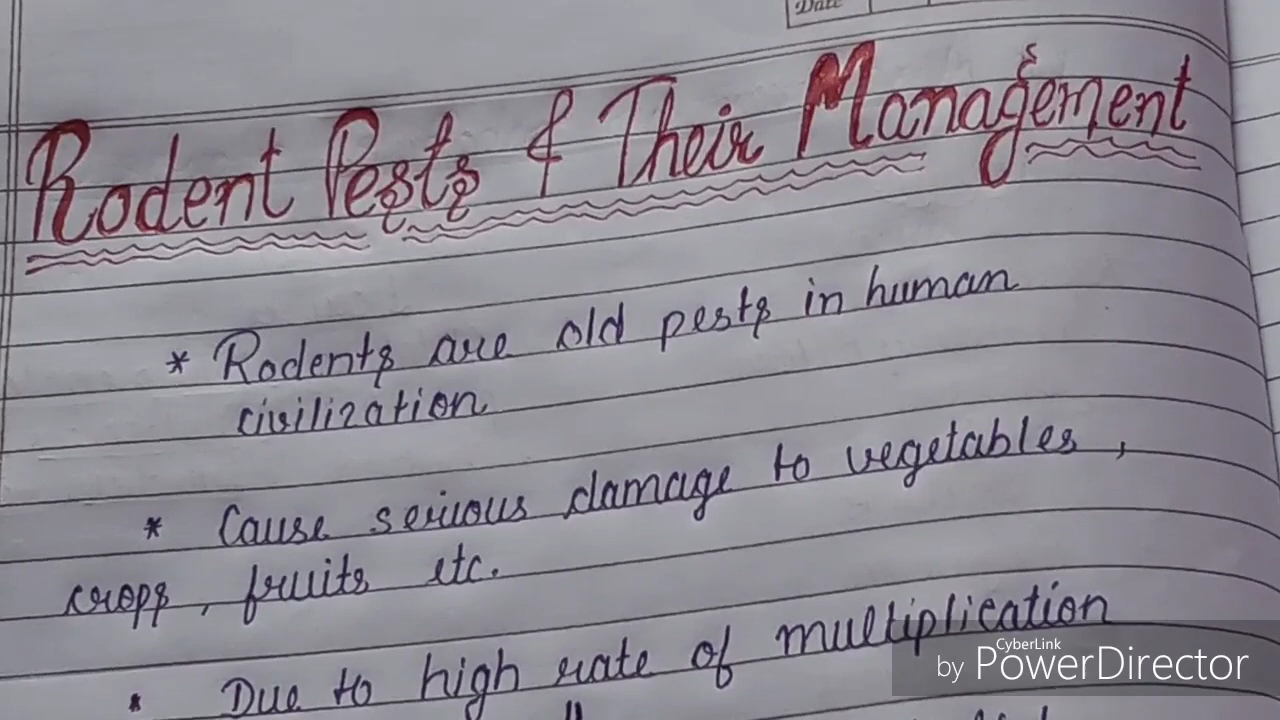 Date
Rodent Pests & Their Management
* Rodents are old pests in human
civilization
* Cause serious damage to vegetables,
crops, fruits etc.
* Due to high rate of multiplication
CyberLink
by PowerDirector